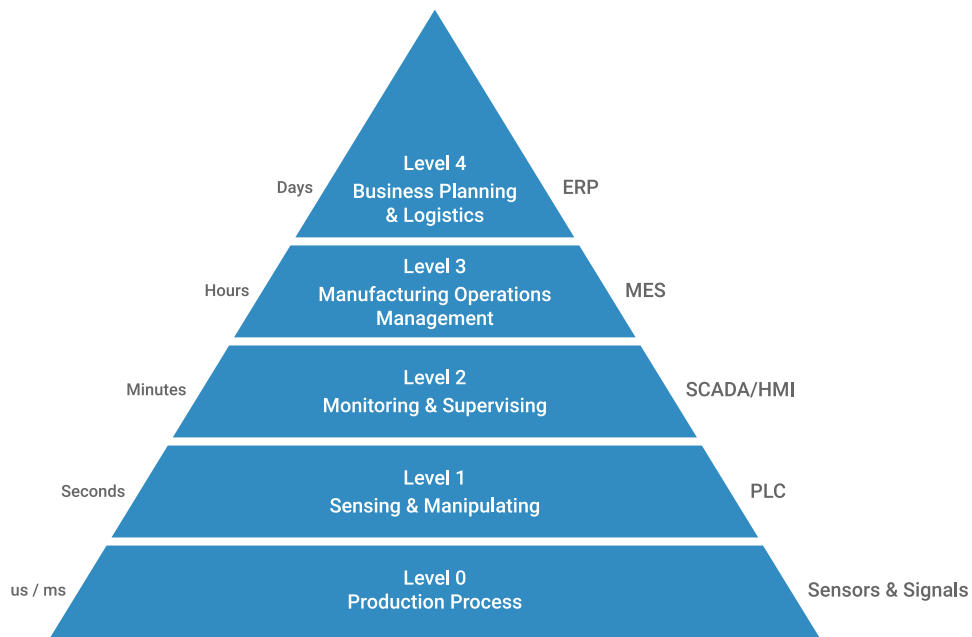 Level 4
Days
Business Planning
& Logistics
ERP
Level 3
Hours
Manufacturing Operations
Management
MES
Level 2
Minutes
Monitoring & Supervising
SCADA/HMI
Level 1
Seconds
Sensing & Manipulating
PLC
Level 0
us / ms
Production Process
Sensors & Signals